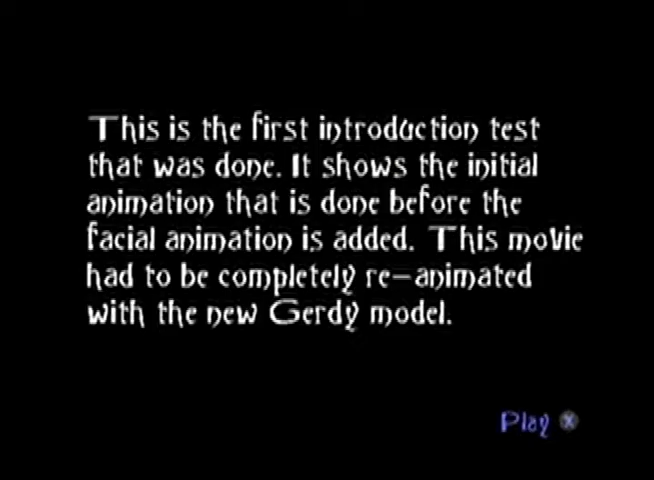 This is the first introduction test
that was done. It shows the initial
animation that is done before the
facial animation is added. This movie
had to be completely re-animated
with the new Gerdy model.
Play X